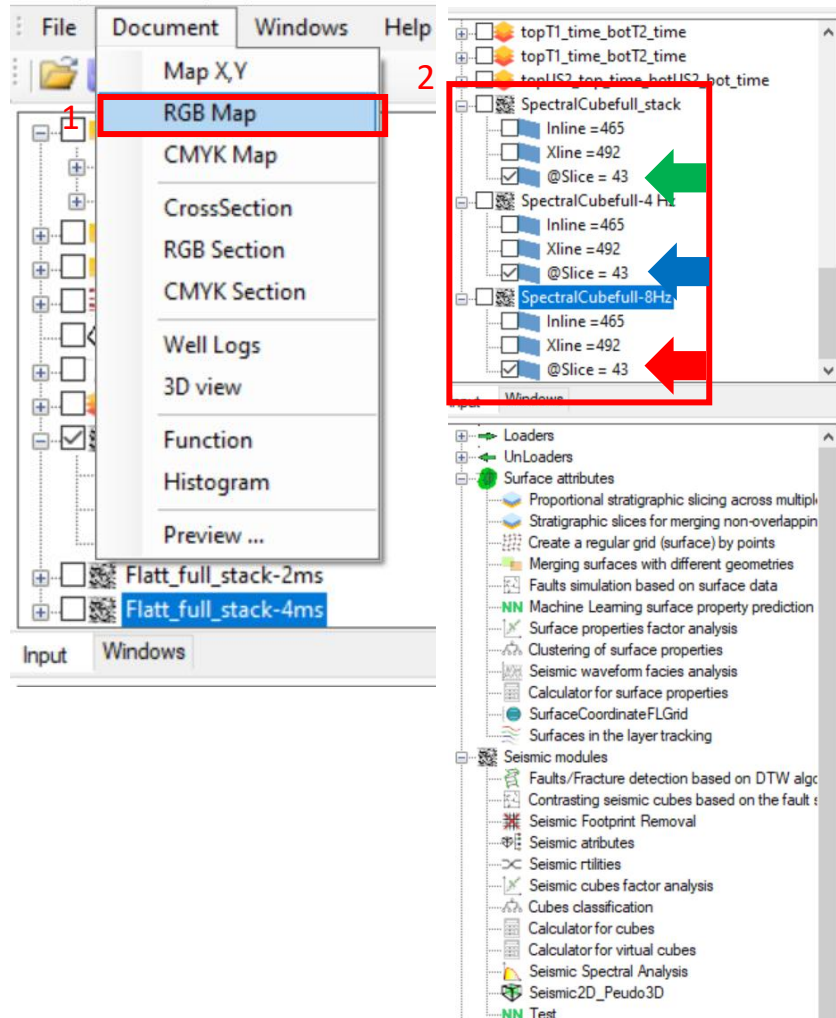 File Document Windows Help
Map X,Y
1
RGB Map
CMYK Map
CrossSection
RGB Section
CMYK Section
Well Logs
3D view
Function
Histogram
Preview ...
Flatt_full_stack-2ms
Flatt_full_stack-4ms
Input Windows
topT1_time_botT2_time
topT1_time_botT2_time
2
topUS2_top_time_botUS2_bot_time
SpectralCubefull_stack
Inline =465
Xline =492
@Slice = 43
SpectralCubefull-4 Hz
Inline =465
Xline =492
@Slice = 43
SpectralCubefull-8Hz
Inline =465
Xline =492
@Slice = 43
Input Windows
Loaders
UnLoaders
Surface attributes
Proportional stratigraphic slicing across multipl
Stratigraphic slices for merging non-overlappin
Create a regular grid (surface) by points
Merging surfaces with different geometries
Faults simulation based on surface data
NN Machine Learning surface property prediction
Surface properties factor analysis
Clustering of surface properties
Seismic waveform facies analysis
Calculator for surface properties
SurfaceCoordinateFLGrid
Surfaces in the layer tracking
Seismic modules
Faults/Fracture detection based on DTW algo
Contrasting seismic cubes based on the fault s
Seismic Footprint Removal
Seismic atributes
Seismic rtilities
Seismic cubes factor analysis
Cubes classification
Calculator for cubes
Calculator for virtual cubes
Seismic Spectral Analysis
Seismic2D_Peudo3D
NN Test